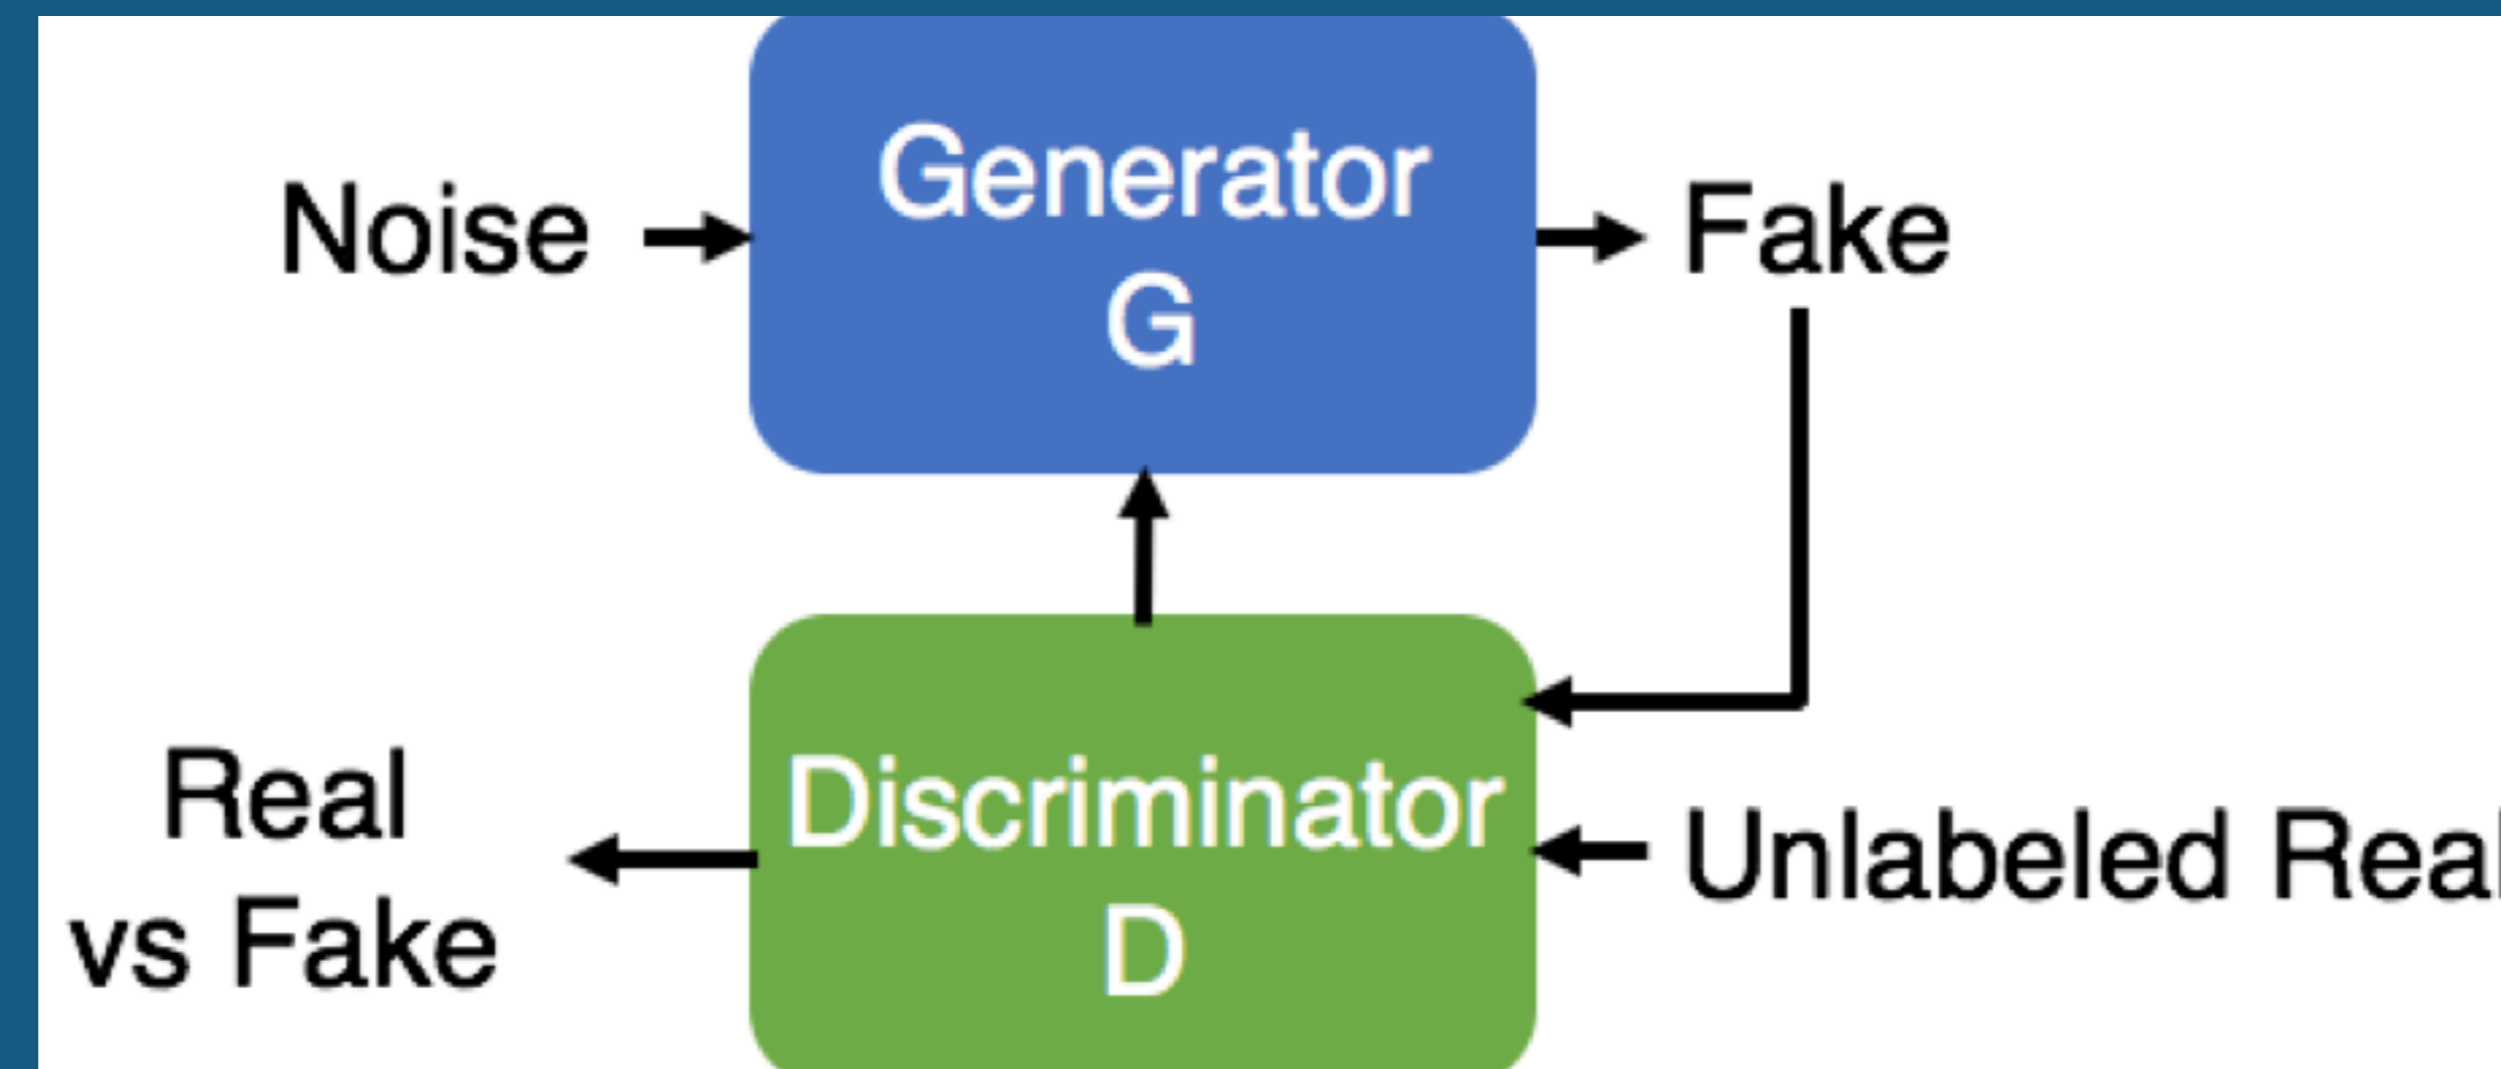 Noise
Generator
G
Fake
Real
vs Fake
Discriminator
D
Unlabeled Real